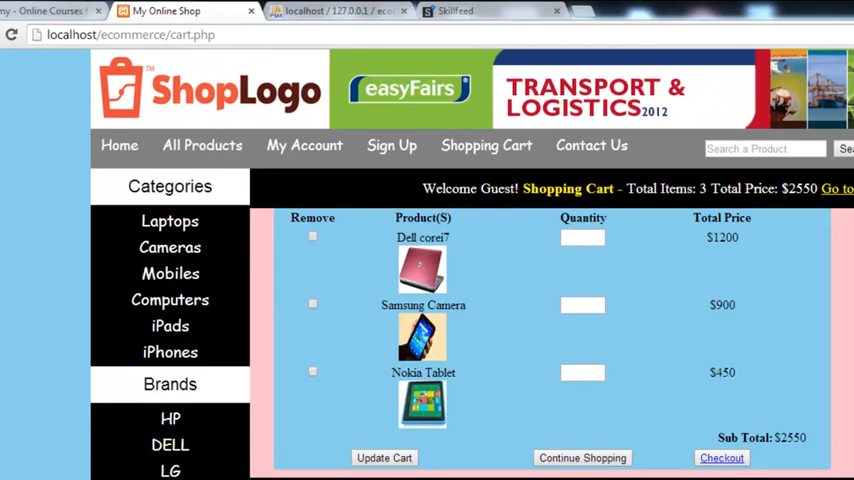 my - Online Courses
My Online Shop
localhost / 127.0.0.1 / eco
Skillfeed
localhost/ecommerce/cart.php
ShopLogo™
easyFairs
TRANSPORT &
LOGISTICS2012
Home All Products My Account Sign Up Shopping Cart Contact Us
Search a Product
Categories
Welcome Guest! Shopping Cart - Total Items: 3 Total Price: $2550 Go to
Remove Product(S) Quantity Total Price
Laptops
Dell corei7 $1200
Cameras
Mobiles
Computers
Samsung Camera $900
iPads
iPhones
Nokia Tablet $450
Brands
HP
Sub Total: $2550
DELL
Update Cart Continue Shopping Checkout
LG